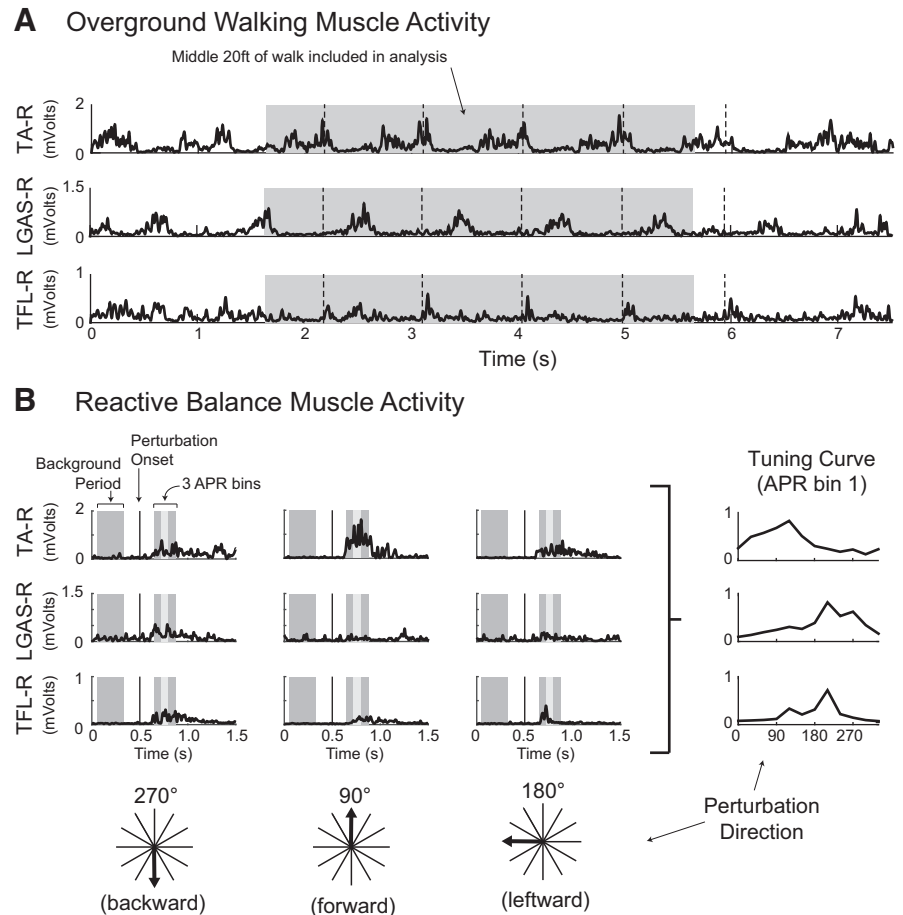 A Overground Walking Muscle Activity
Middle 20ft of walk included in analysis
TA-R
(mVolts)
2
0
LGAS-R
(mVolts)
1.5
0
TFL-R
(mVolts)
1
0
0 1 2 3 4 5 6 7
Time (s)
B Reactive Balance Muscle Activity
Background
Period
Perturbation
Onset
3 APR bins
Tuning Curve
(APR bin 1)
TA-R
(mVolts)
2
0
1
0
LGAS-R
(mVolts)
1.5
0
1
0
TFL-R
(mVolts)
1
0
1
0
0 0.5 1.0 1.5
Time (s)
0 0.5 1.0 1.5
Time (s)
0 0.5 1.0 1.5
Time (s)
0 90 180 270
270°
(backward)
90°
(forward)
180°
(leftward)
Perturbation
Direction